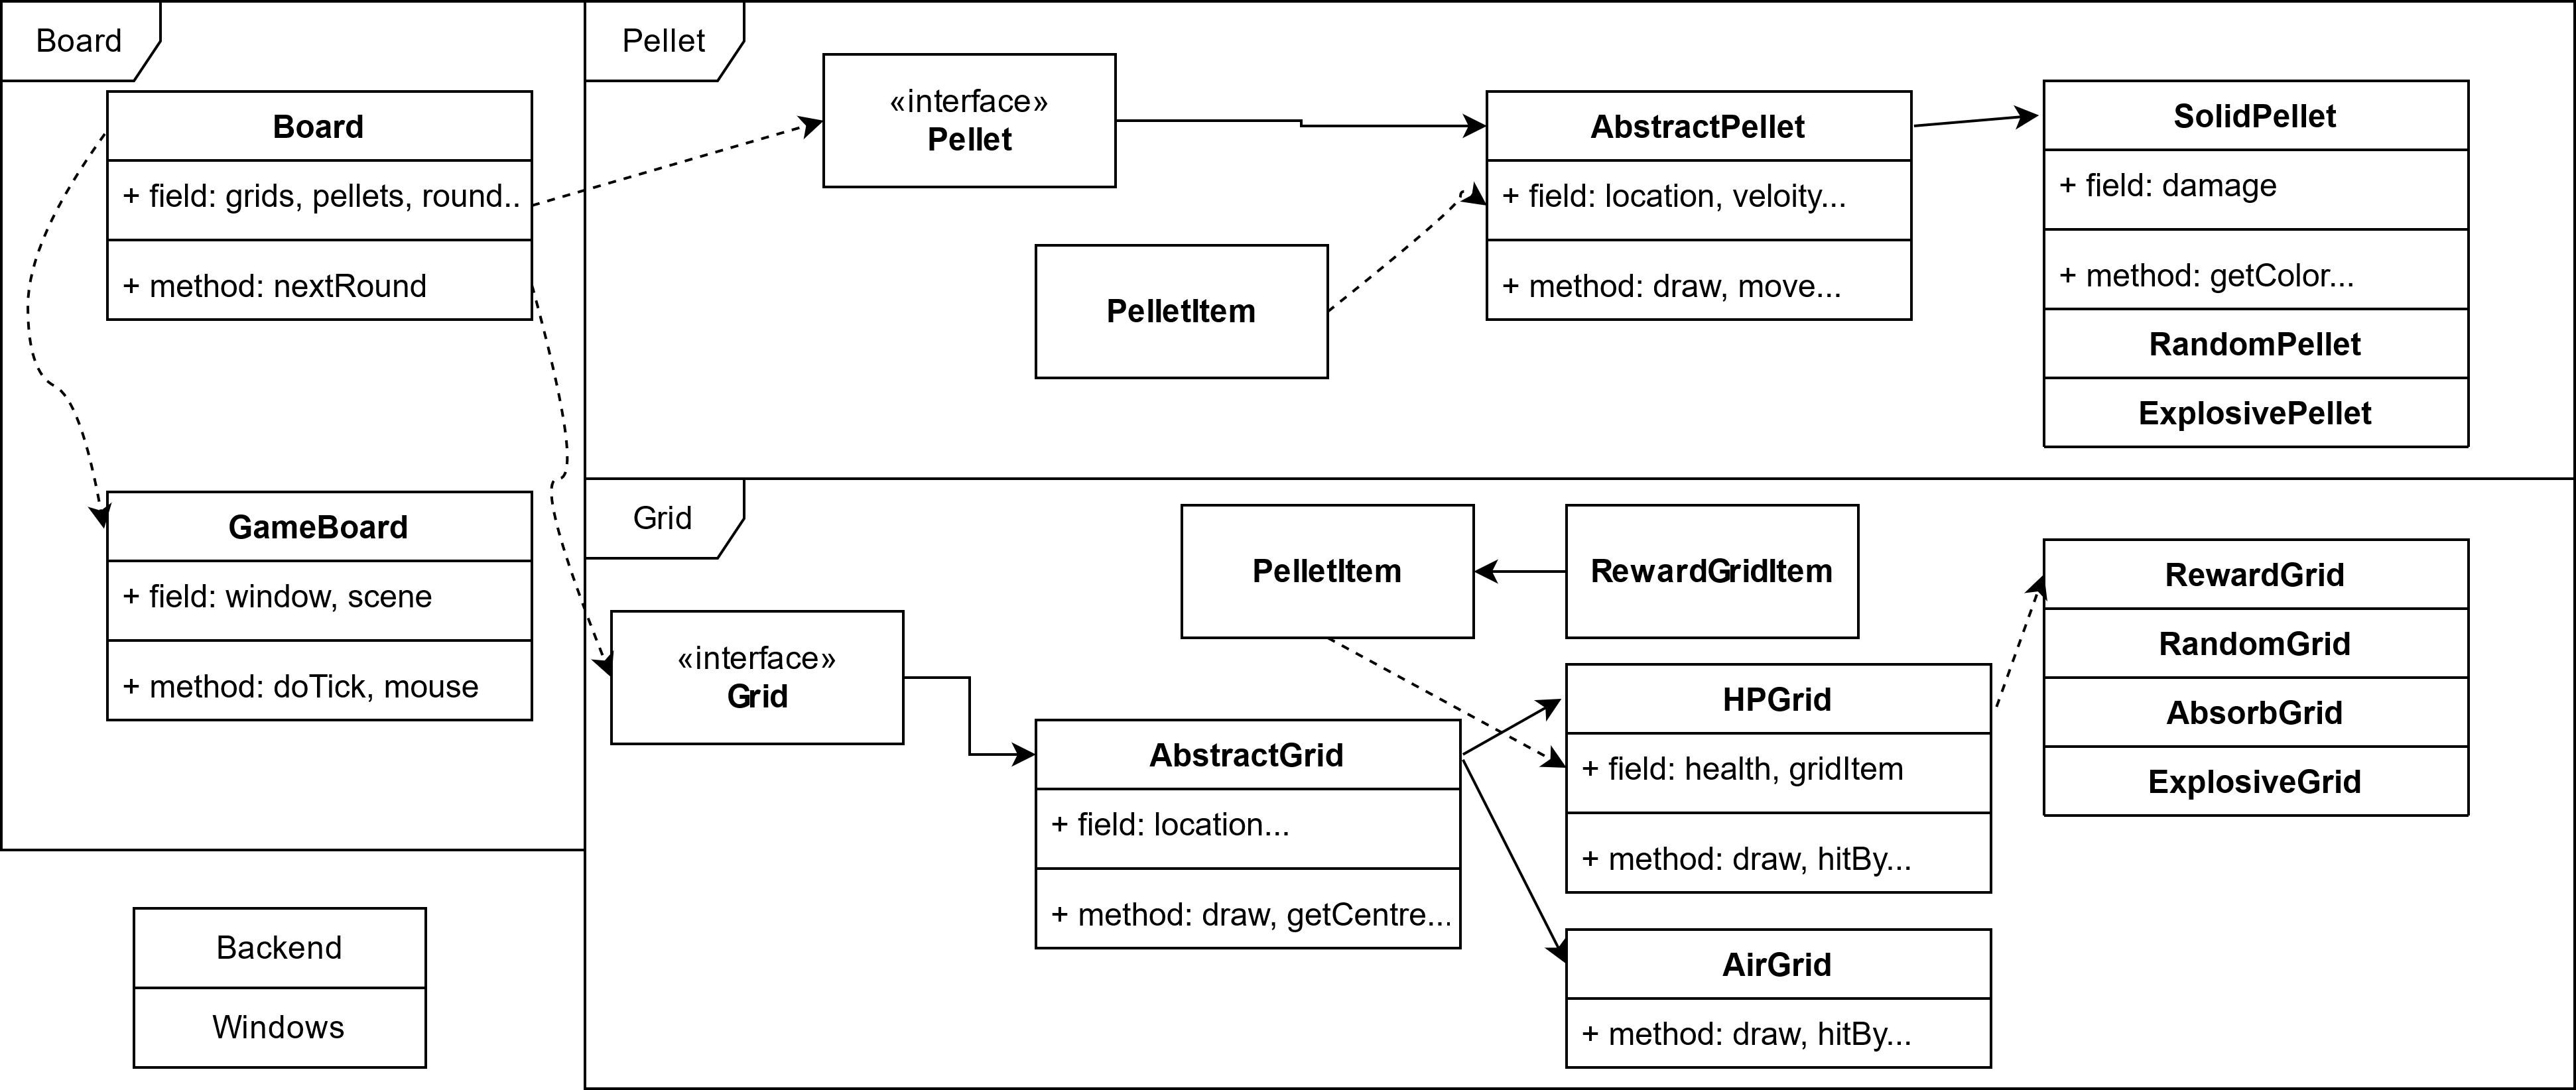 Board
Board
+ field: grids, pellets, round..
+ method: nextRound
GameBoard
+ field: window, scene
+ method: doTick, mouse
Backend
Windows
Pellet
«interface»
Pellet
PelletItem
AbstractPellet
+ field: location, veloity...
+ method: draw, move...
SolidPellet
+ field: damage
+ method: getColor...
RandomPellet
ExplosivePellet
Grid
«interface»
Grid
PelletItem
RewardGridItem
AbstractGrid
+ field: location...
+ method: draw, getCentre...
HPGrid
+ field: health, gridItem
+ method: draw, hitBy...
AirGrid
+ method: draw, hitBy...
RewardGrid
RandomGrid
AbsorbGrid
ExplosiveGrid